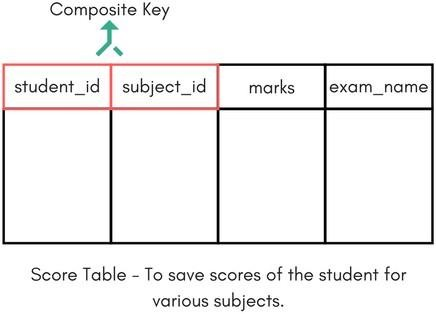 Composite Key
student_id subject_id marks exam_name
Score Table - To save scores of the student for
various subjects.